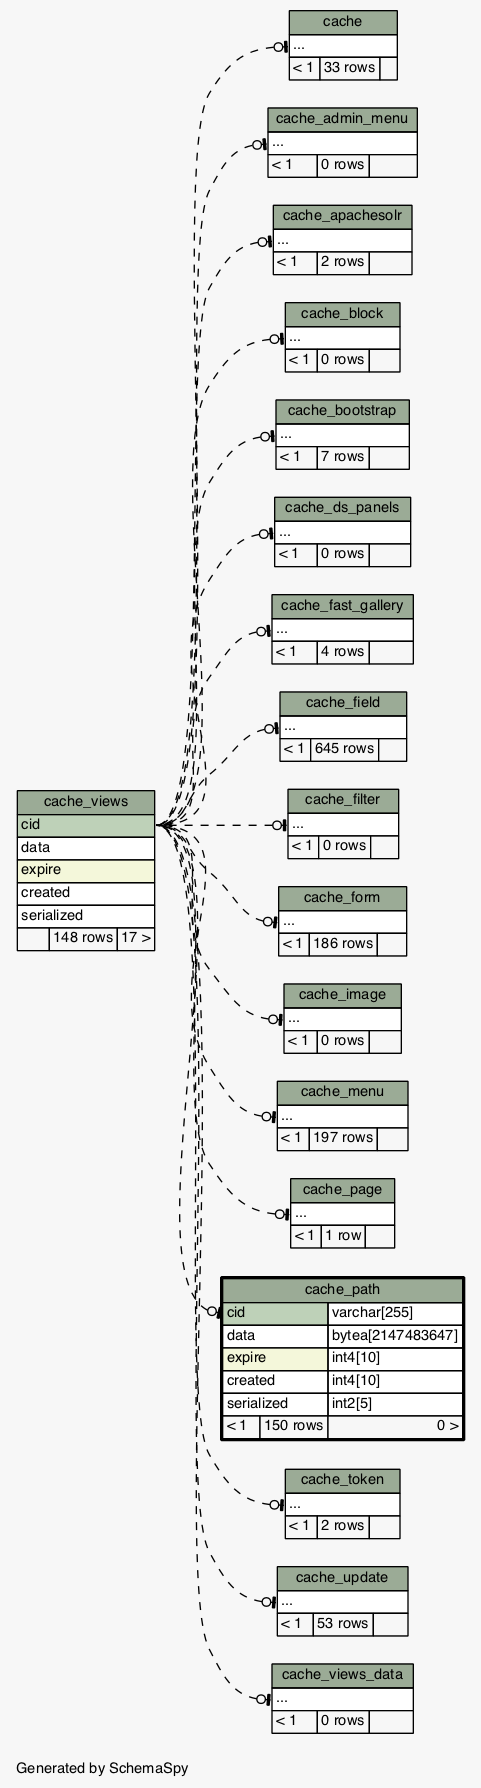 cache
...
< 1 33 rows
cache_admin_menu
...
< 1 0 rows
cache_apachesolr
...
< 1 2 rows
cache_block
...
< 1 0 rows
cache_bootstrap
...
< 1 7 rows
cache_ds_panels
...
< 1 0 rows
cache_fast_gallery
...
< 1 4 rows
cache_field
...
< 1 645 rows
cache_views
cid
data
expire
created
serialized
148 rows 17 >
cache_filter
...
< 1 0 rows
cache_form
...
< 1 186 rows
cache_image
...
< 1 0 rows
cache_menu
...
< 1 197 rows
cache_page
...
< 1 1 row
cache_path
cid varchar[255]
data bytea[2147483647]
expire int4[10]
created int4[10]
serialized int2[5]
< 1 150 rows 0 >
cache_token
...
< 1 2 rows
cache_update
...
< 1 53 rows
cache_views_data
...
< 1 0 rows
Generated by SchemaSpy